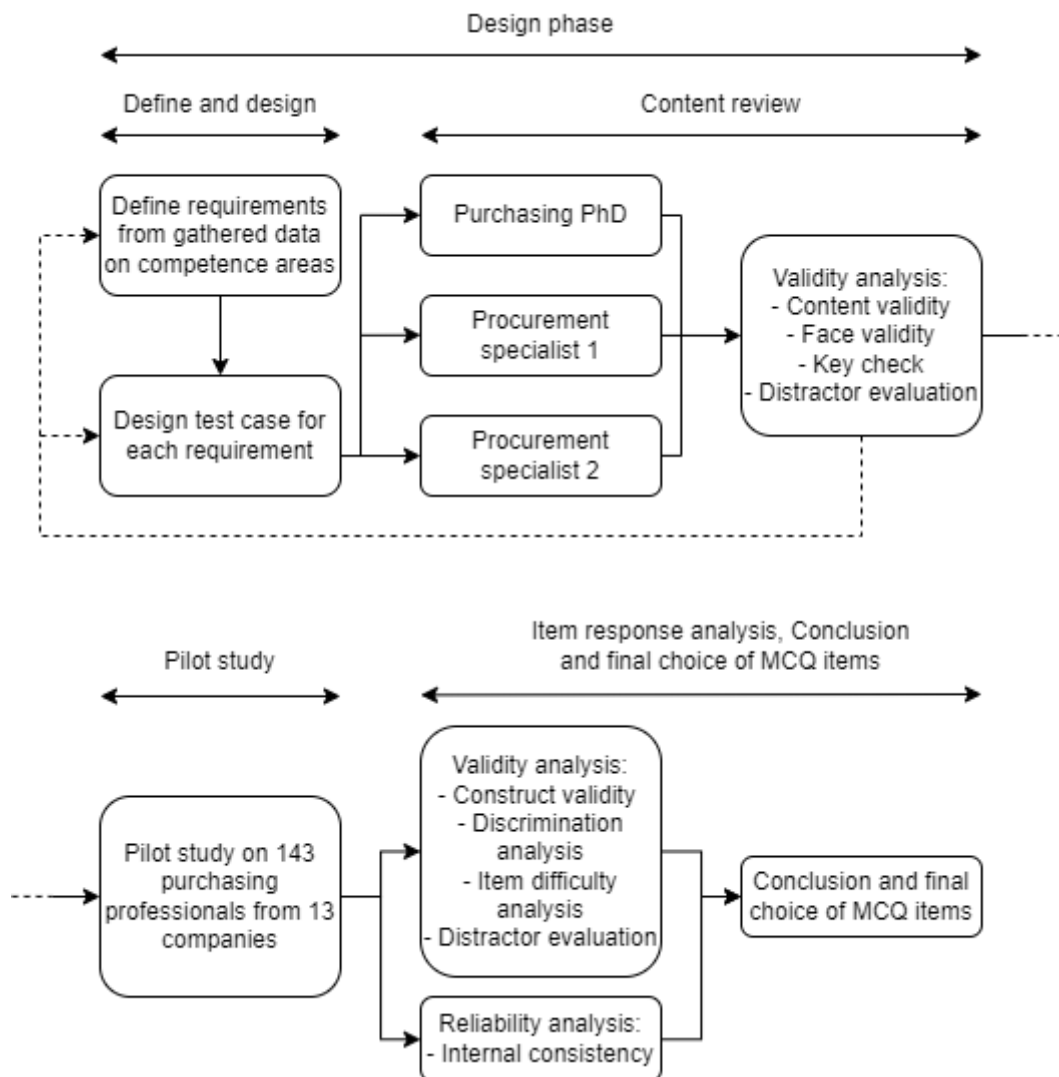 Design phase
Define and design
Content review
Define requirements
from gathered data
on competence areas
Design test case for
each requirement
Purchasing PhD
Procurement
specialist 1
Procurement
specialist 2
Validity analysis:
- Content validity
- Face validity
- Key check
- Distractor evaluation
Pilot study
Item response analysis, Conclusion
and final choice of MCQ items
Pilot study on 143
purchasing
professionals from 13
companies
Validity analysis:
- Construct validity
- Discrimination
analysis
- Item difficulty
analysis
- Distractor evaluation
Reliability analysis:
- Internal consistency
Conclusion and final
choice of MCQ items